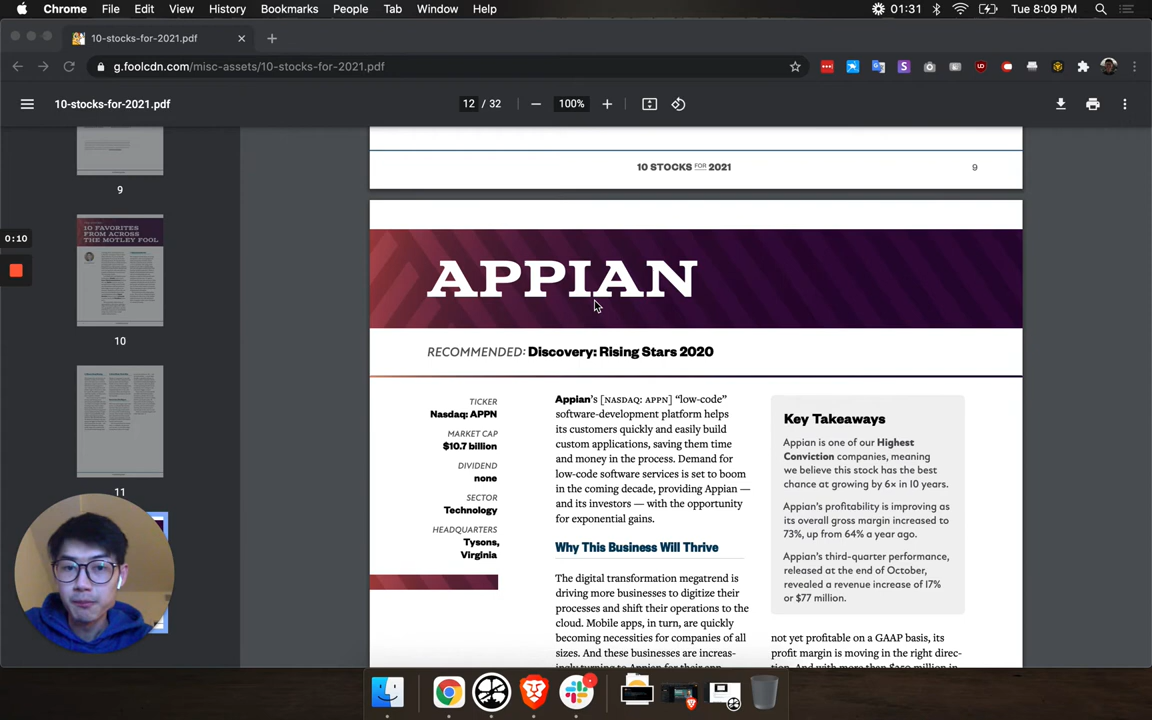 Chrome File Edit View History Bookmarks People Tab Window Help 01:31 Tue 8:09 PM
10-stocks-for-2021.pdf
g.foolcdn.com/misc-assets/10-stocks-for-2021.pdf
10-stocks-for-2021.pdf 12 / 32 100%
9
10 FAVORITES
FROM ACROSS
THE MOTLEY FOOL
10
11
0:10
10 STOCKS FOR 2021 9
APPIAN
RECOMMENDED: Discovery: Rising Stars 2020
TICKER
Nasdaq: APPN
MARKET CAP
$10.7 billion
DIVIDEND
none
SECTOR
Technology
HEADQUARTERS
Tysons,
Virginia
Appian's [NASDAQ: APPN] “low-code”
software-development platform helps
its customers quickly and easily build
custom applications, saving them time
and money in the process. Demand for
low-code software services is set to boom
in the coming decade, providing Appian —
and its investors — with the opportunity
for exponential gains.
Why This Business Will Thrive
The digital transformation megatrend is
driving more businesses to digitize their
processes and shift their operations to the
cloud. Mobile apps, in turn, are quickly
becoming necessities for companies of all
sizes. And these businesses are increas-
ingly turning to Appian for their app
Key Takeaways
Appian is one of our Highest
Conviction companies, meaning
we believe this stock has the best
chance at growing by 6× in 10 years.
Appian's profitability is improving as
its overall gross margin increased to
73%, up from 64% a year ago.
Appian's third-quarter performance,
released at the end of October,
revealed a revenue increase of 17%
or $77 million.
not yet profitable on a GAAP basis, its
profit margin is moving in the right direc-
tion. And with more than $250 million in